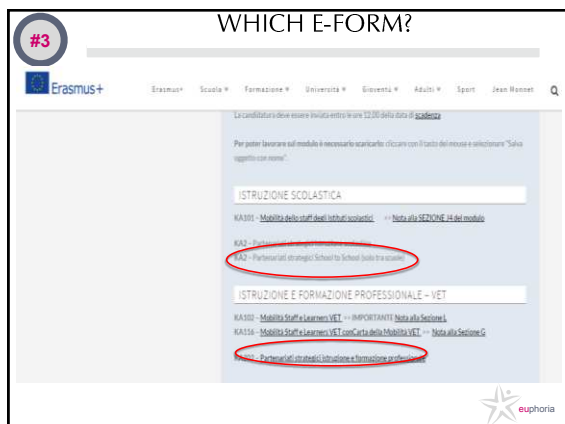 #3
WHICH E-FORM?
Erasmus+
Erasmus+ Scuola Formazione Università Gioventù Adulti Sport Jean Monnet
La candidatura deve essere inviata entro le ore 12,00 della data di scadenza
Per poter lavorare sul modulo è necessario scaricarlo: cliccare con il tasto del mouse e selezionare "Salva
oggetto con nome".
ISTRUZIONE SCOLASTICA
KA101 - Mobilità dello staff degli istituti scolastici >> Nota alla SEZIONE J4 del modulo
KA2 - Partenariati strategici formazione scolastica
KA2 - Partenariati strategici School to School (solo tra scuole)
ISTRUZIONE E FORMAZIONE PROFESSIONALE – VET
KA102 - Mobilità Staff e Learners VET >> IMPORTANTE Nota alla Sezione L
KA116 - Mobilità Staff e Learners VET con Carta della Mobilità VET >> Nota alla Sezione G
Partenariati strategici istruzione e formazione professionale
euphoria